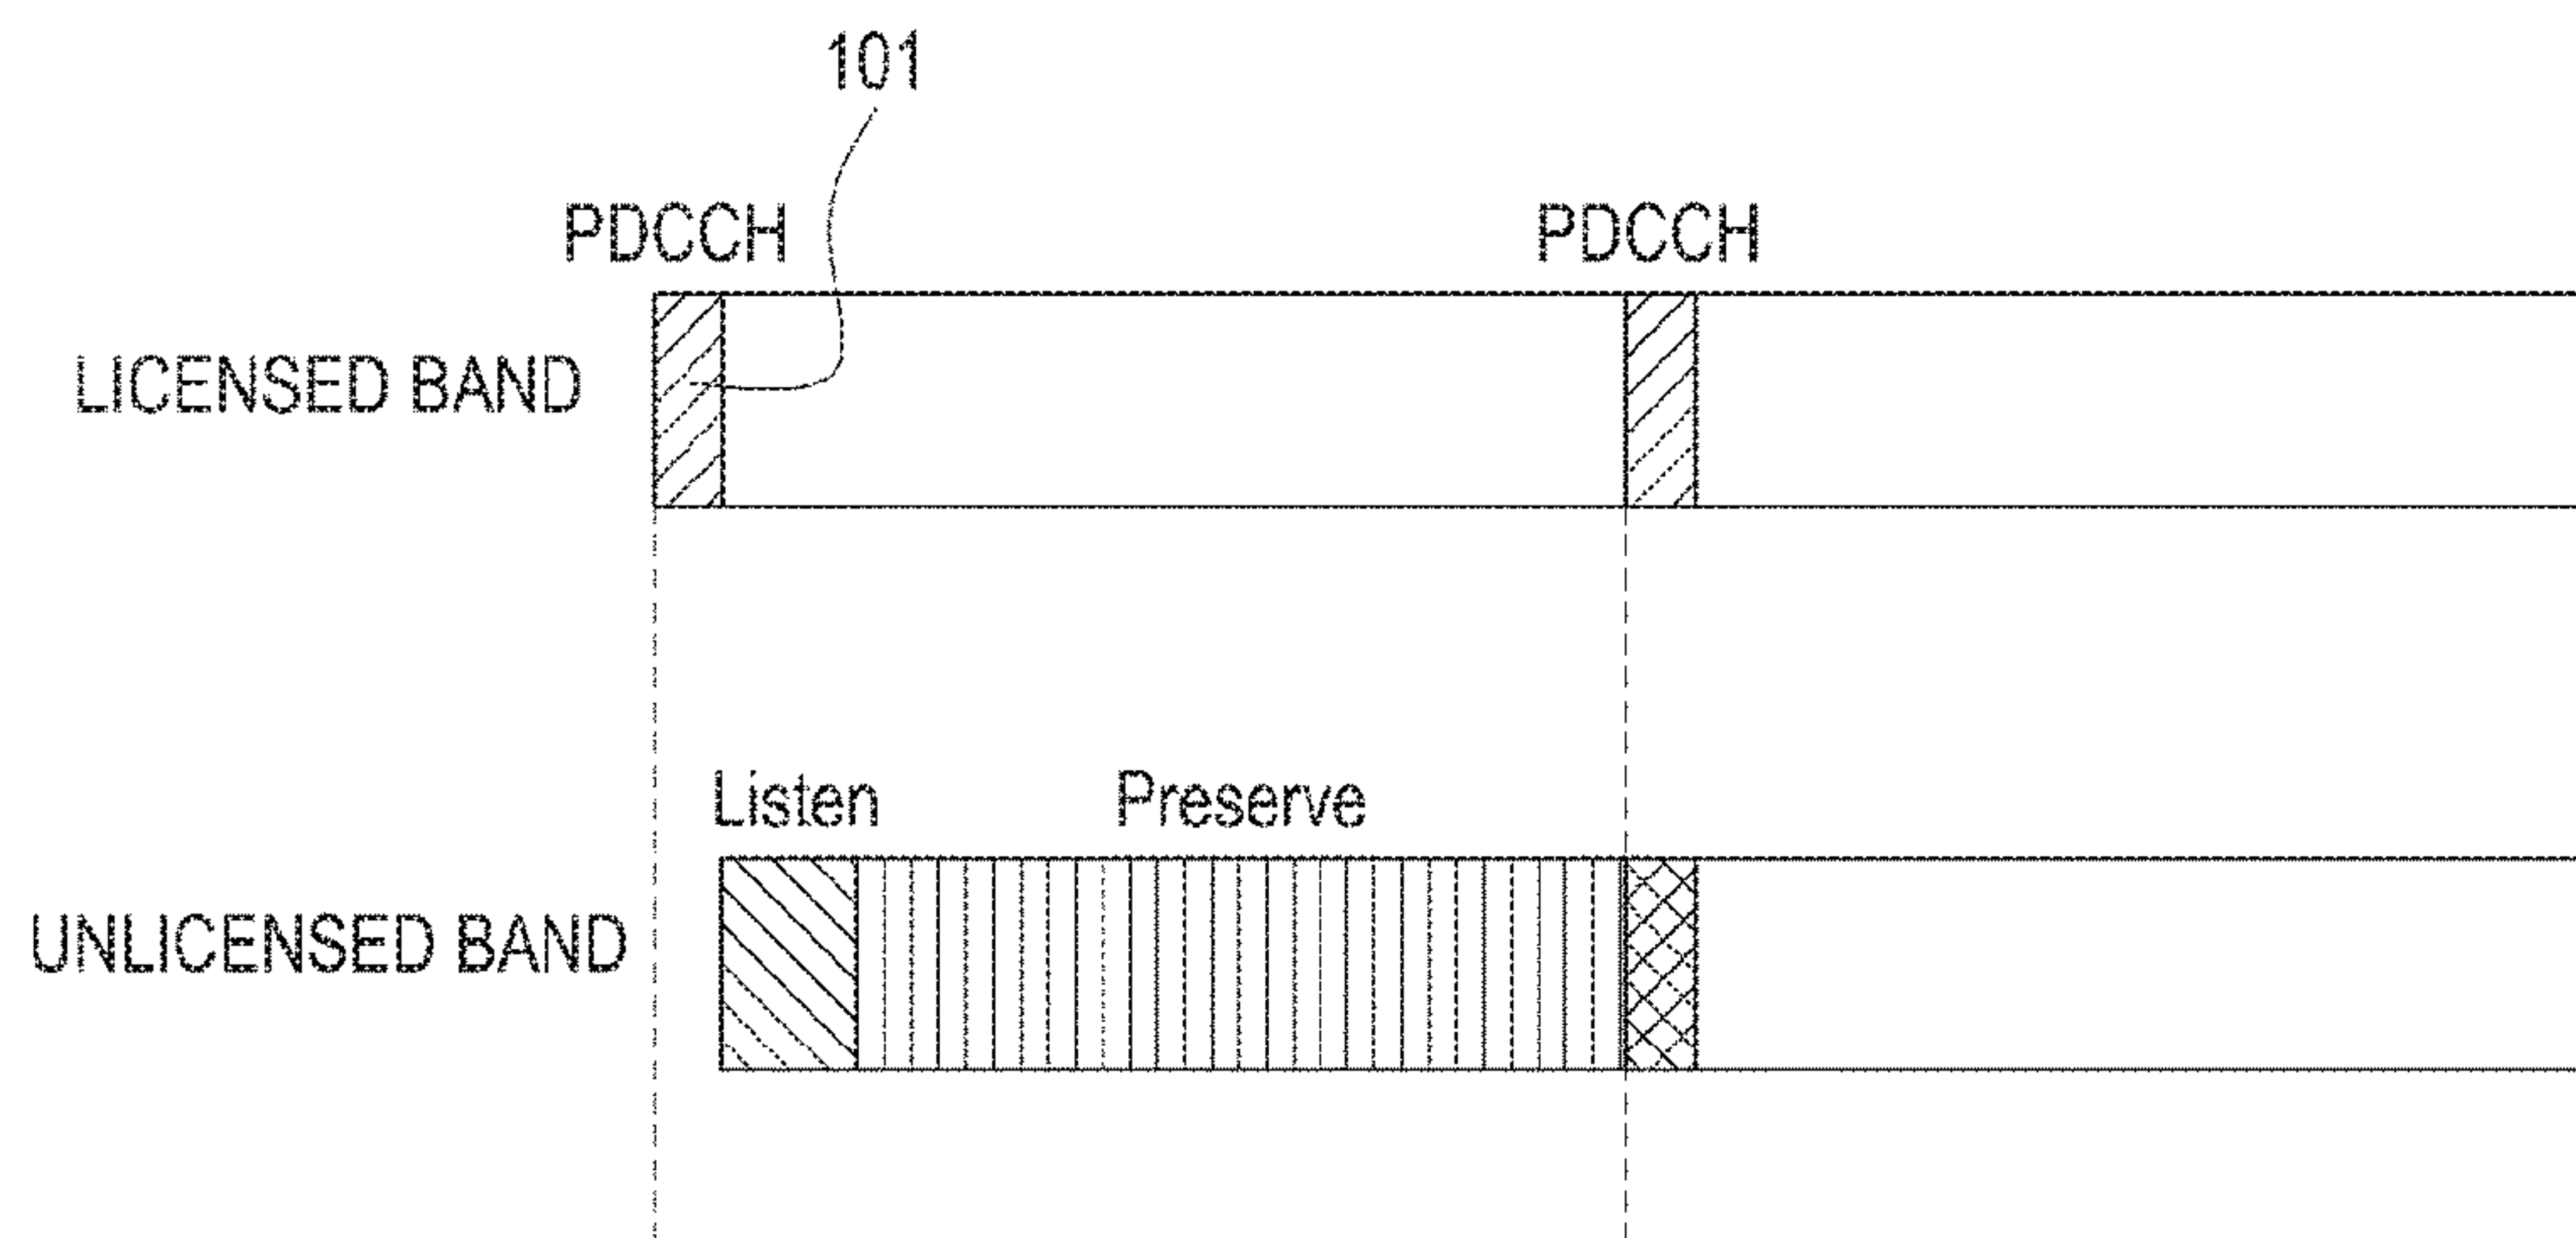 101
PDCCH PDCCH
LICENSED BAND
Listen Preserve
UNLICENSED BAND